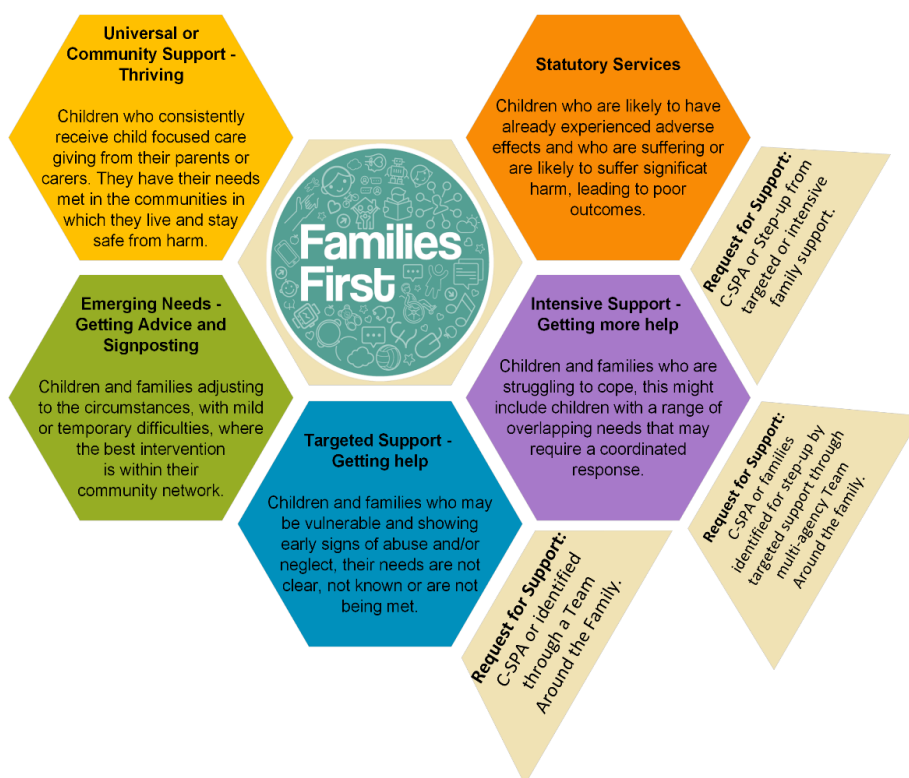 Universal or
Community Support -
Thriving
Children who consistently
receive child focused care
giving from their parents or
carers. They have their needs
met in the communities in
which they live and stay
safe from harm.
Statutory Services
Children who are likely to have
already experienced adverse
effects and who are suffering or
are likely to suffer significat
harm, leading to poor
outcomes.
Request for Support:
C-SPA or Step-up from
targeted or intensive
family support.
Families
First
Emerging Needs -
Getting Advice and
Signposting
Children and families adjusting
to the circumstances, with mild
or temporary difficulties, where
the best intervention
is within their
community network.
Intensive Support -
Getting more help
Children and families who are
struggling to cope, this might
include children with a range of
overlapping needs that may
require a coordinated
response.
Request for Support:
C-SPA or families
identified for step-up by
targeted support through
multi-agency Team
Around the family.
Targeted Support -
Getting help
Children and families who may
be vulnerable and showing
early signs of abuse and/or
neglect, their needs are not
clear, not known or are not
being met.
Request for Support:
C-SPA or identified
through a Team
Around the Family.